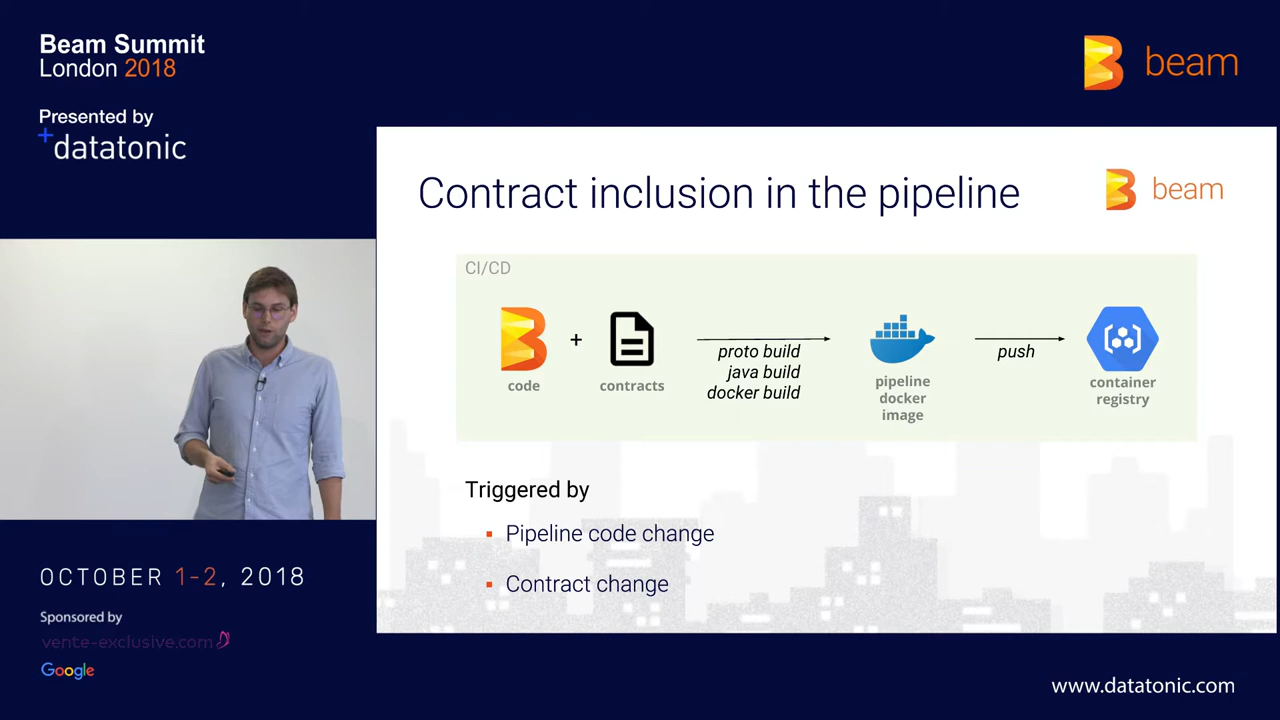 Beam Summit
London 2018
Presented by
+datatonic
beam
Contract inclusion in the pipeline
beam
CI/CD
code
+
contracts
proto build
java build
docker build
pipeline
docker
image
push
container
registry
Triggered by
Pipeline code change
Contract change
OCTOBER 1-2, 2018
Sponsored by
vente-exclusive.com
Google
www.datatonic.com